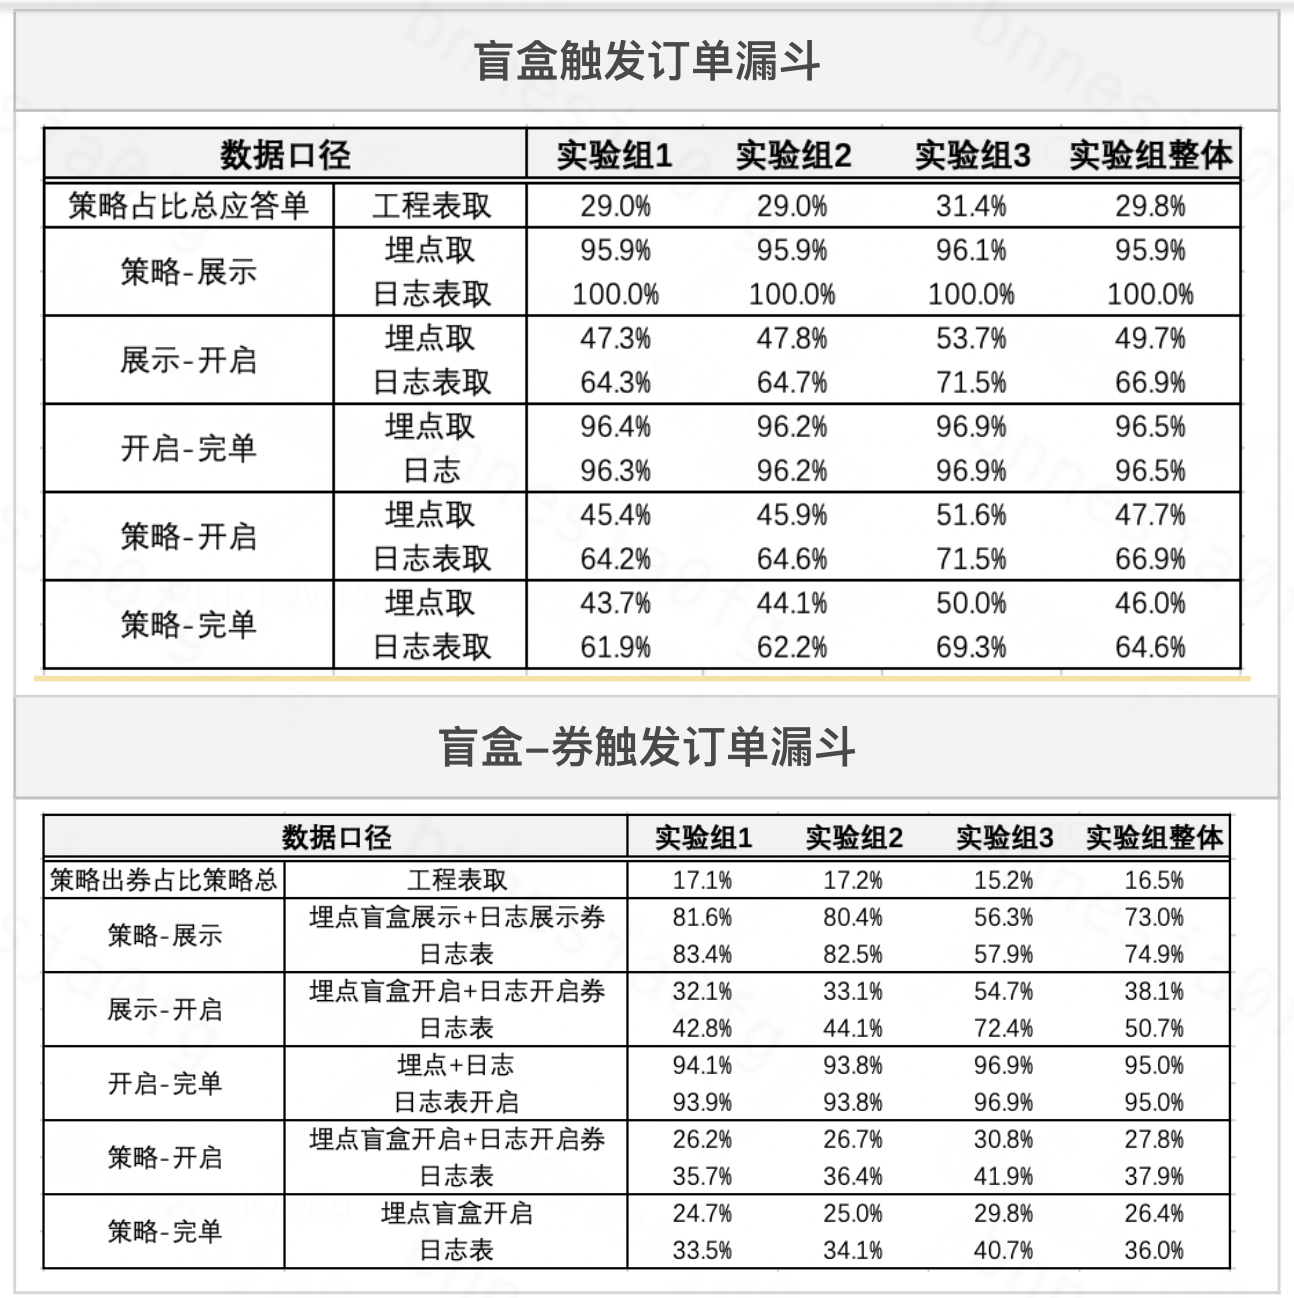 盲盒触发订单漏斗
数据口径 实验组1 实验组2 实验组3 实验组整体
策略占比总应答单 工程表取 29.0% 29.0% 31.4% 29.8%
策略-展示 埋点取 95.9% 95.9% 96.1% 95.9%
日志表取 100.0% 100.0% 100.0% 100.0%
展示-开启 埋点取 47.3% 47.8% 53.7% 49.7%
日志表取 64.3% 64.7% 71.5% 66.9%
开启-完单 埋点取 96.4% 96.2% 96.9% 96.5%
日志 96.3% 96.2% 96.9% 96.5%
策略-开启 埋点取 45.4% 45.9% 51.6% 47.7%
日志表取 64.2% 64.6% 71.5% 66.9%
策略-完单 埋点取 43.7% 44.1% 50.0% 46.0%
日志表取 61.9% 62.2% 69.3% 64.6%
盲盒–券触发订单漏斗
数据口径 实验组1 实验组2 实验组3 实验组整体
策略出券占比策略总 工程表取 17.1% 17.2% 15.2% 16.5%
策略-展示 埋点盲盒展示+日志展示券 81.6% 80.4% 56.3% 73.0%
日志表 83.4% 82.5% 57.9% 74.9%
展示-开启 埋点盲盒开启+日志开启券 32.1% 33.1% 54.7% 38.1%
日志表 42.8% 44.1% 72.4% 50.7%
开启-完单 埋点+日志 94.1% 93.8% 96.9% 95.0%
日志表开启 93.9% 93.8% 96.9% 95.0%
策略-开启 埋点盲盒开启+日志开启券 26.2% 26.7% 30.8% 27.8%
日志表 35.7% 36.4% 41.9% 37.9%
策略-完单 埋点盲盒开启 24.7% 25.0% 29.8% 26.4%
日志表 33.5% 34.1% 40.7% 36.0%